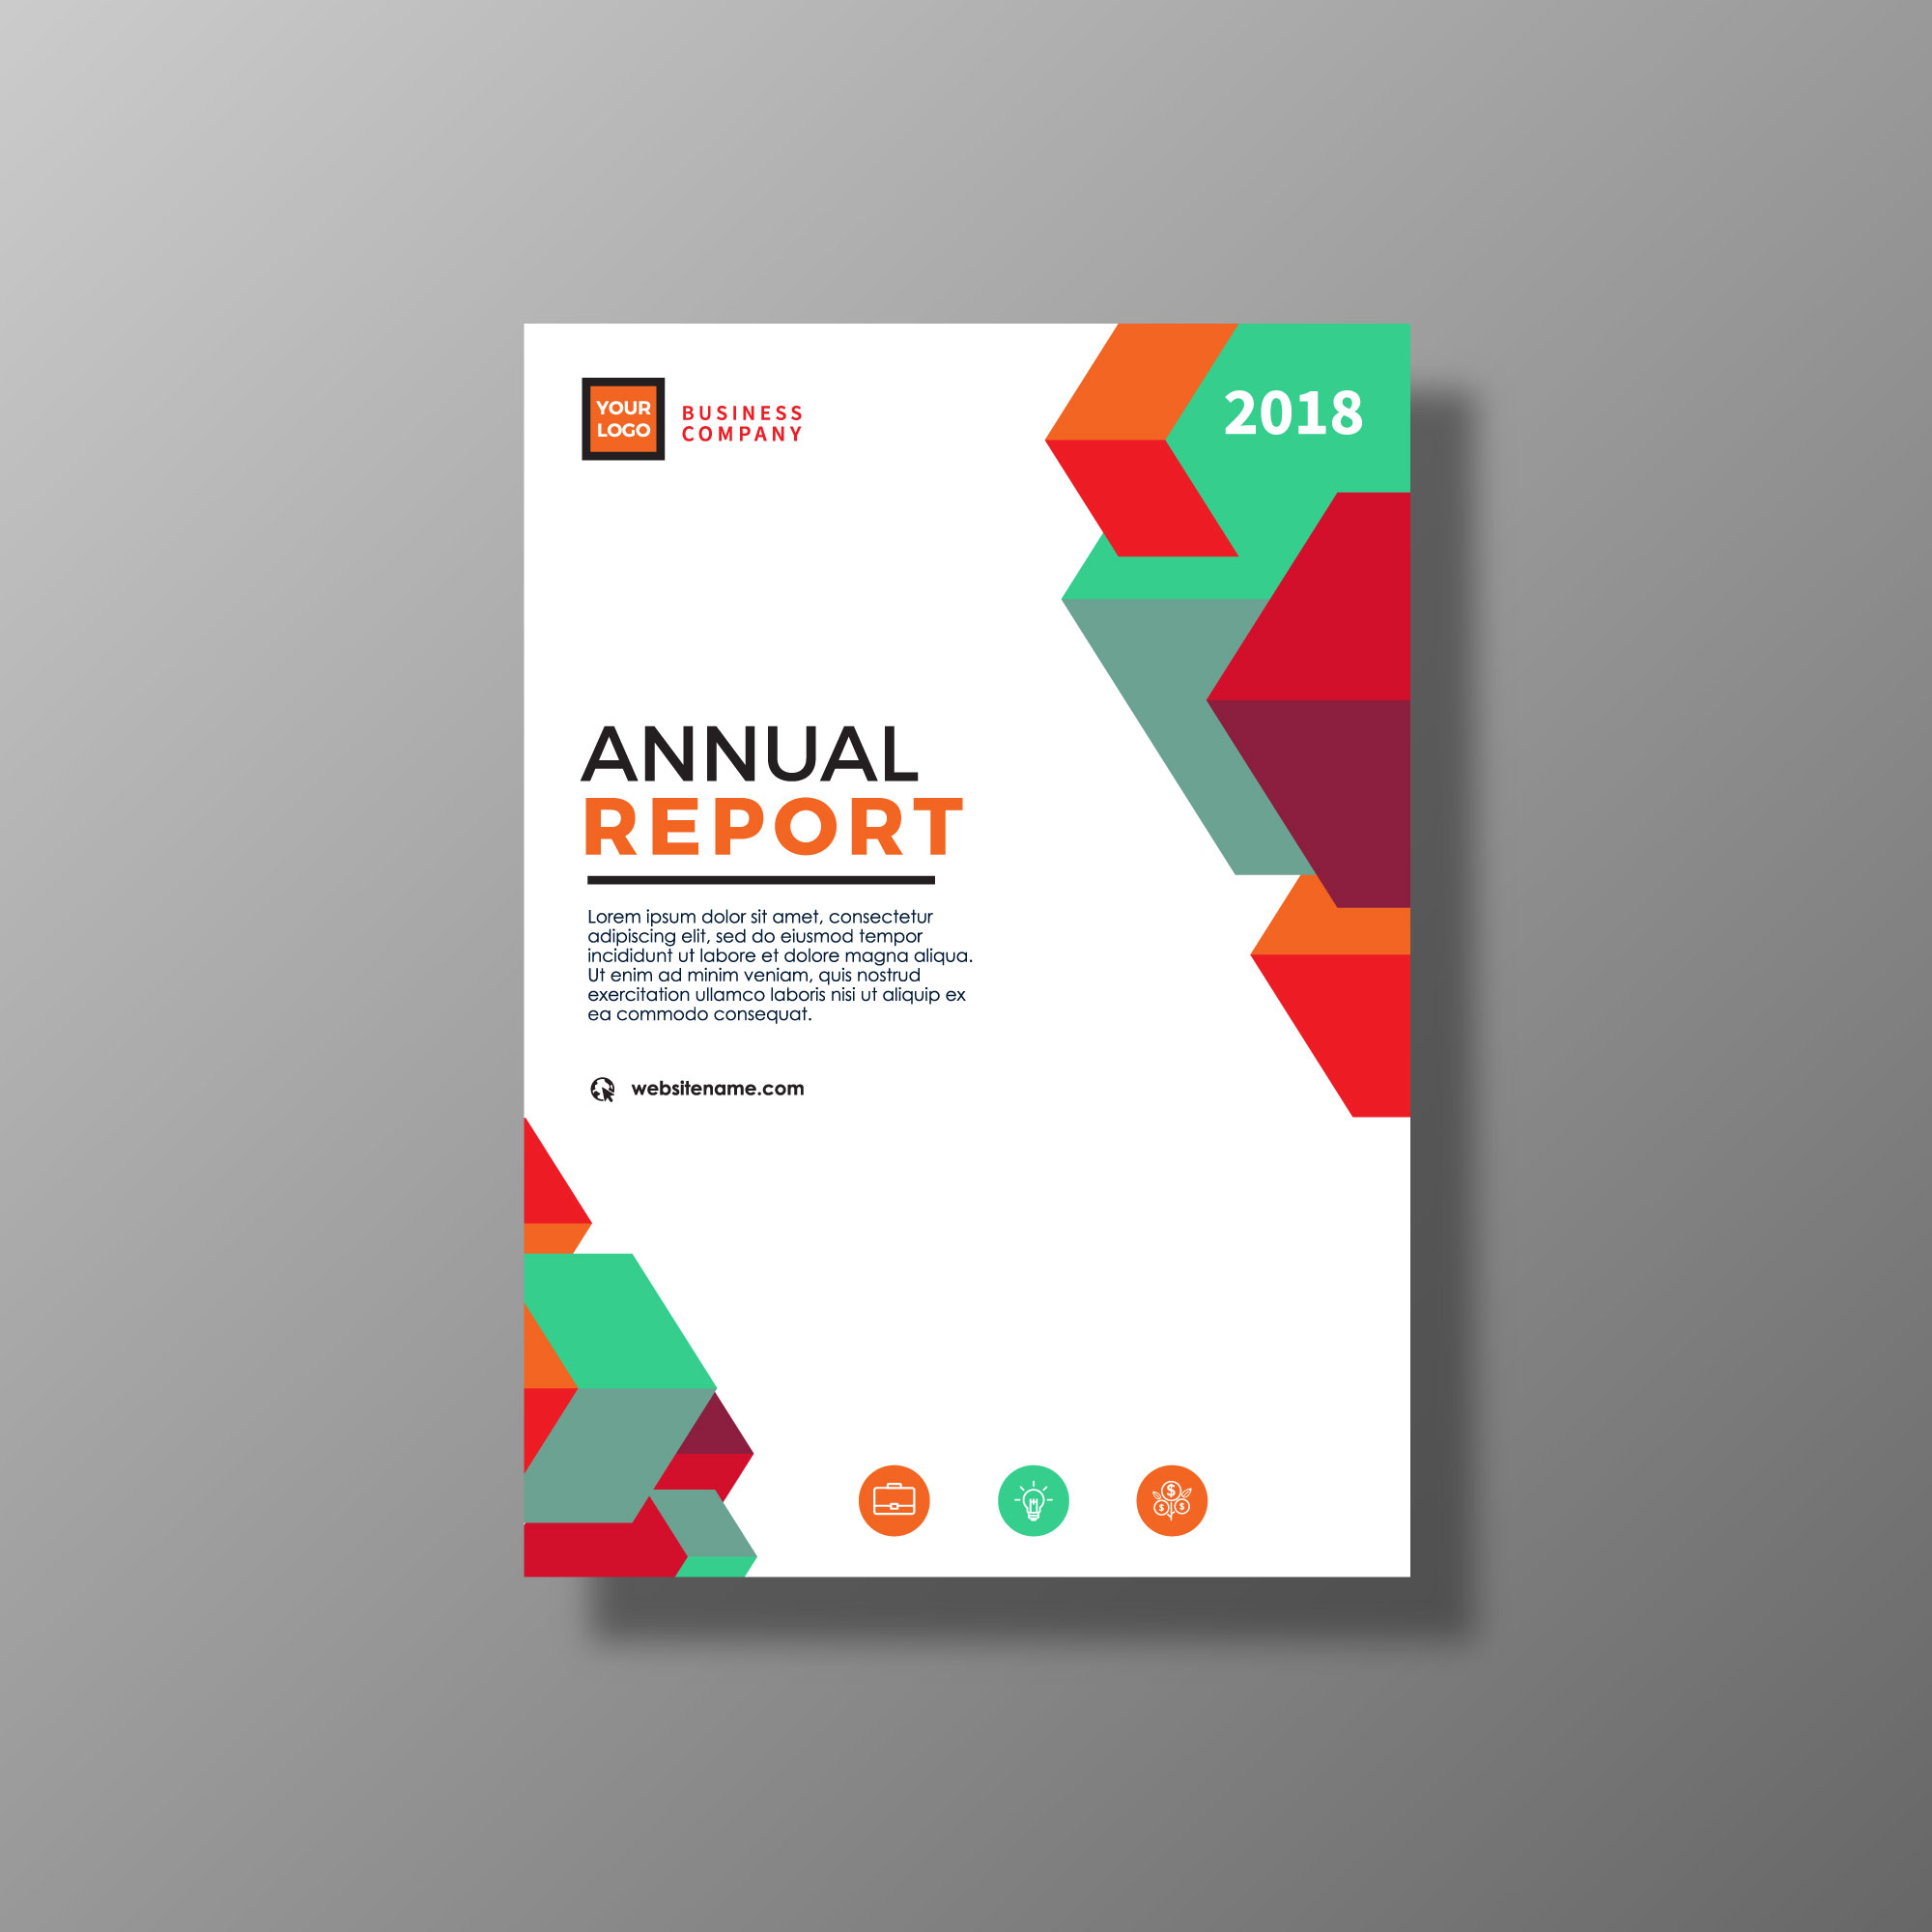 YOUR
LOGO
BUSINESS
COMPANY
2018
ANNUAL
REPORT
Lorem ipsum dolor sit amet, consectetur
adipiscing elit, sed do eiusmod tempor
incididunt ut labore et dolore magna aliqua.
Ut enim ad minim veniam, quis nostrud
exercitation ullamco laboris nisi ut aliquip ex
ea commodo consequat.
websitename.com
$
$
$